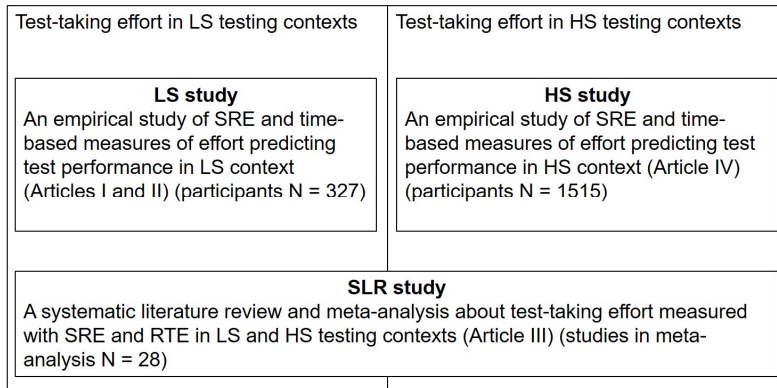 Test-taking effort in LS testing contexts
Test-taking effort in HS testing contexts
LS study
An empirical study of SRE and time-
based measures of effort predicting
test performance in LS context
(Articles I and II) (participants N = 327)
HS study
An empirical study of SRE and time-
based measures of effort predicting test
performance in HS context (Article IV)
(participants N = 1515)
SLR study
A systematic literature review and meta-analysis about test-taking effort measured
with SRE and RTE in LS and HS testing contexts (Article III) (studies in meta-
analysis N = 28)